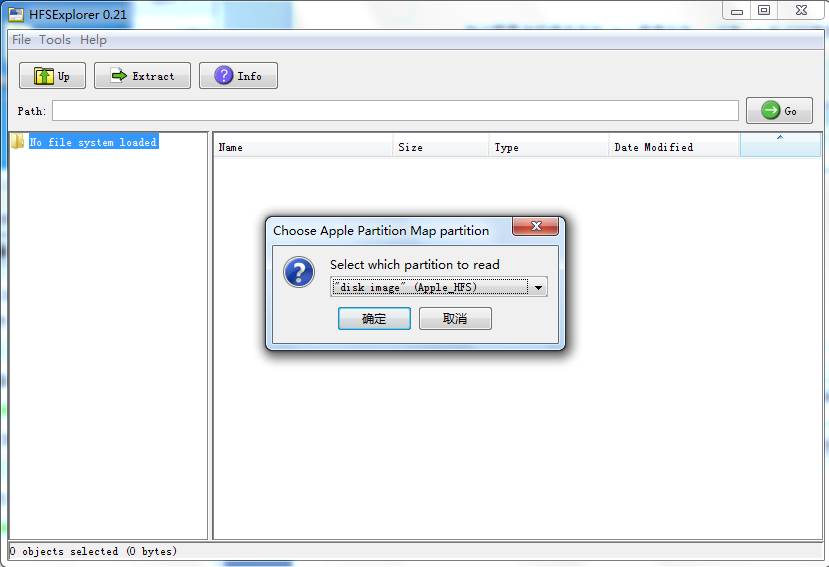 HFSExplorer 0.21
File Tools Help
Up Extract Info
Path: Go
No file system loaded
Name Size Type Date Modified
Choose Apple Partition Map partition
Select which partition to read
"disk image" (Apple_HFS)
确定 取消
0 objects selected (0 bytes)